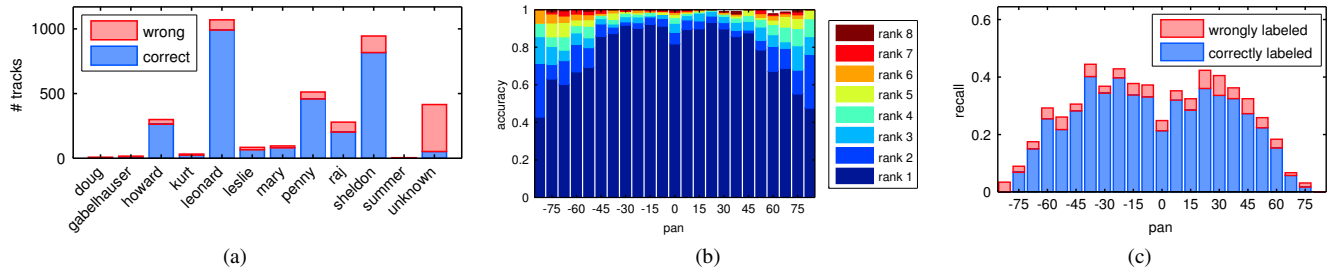 # tracks
1000
500
0
wrong
correct
doug
gabelhauser
howard
kurt
leonard
leslie
mary
penny
raj
sheldon
summer
unknown
(a)
accuracy
1
0.8
0.6
0.4
0.2
0
-75 -60 -45 -30 -15 0 15 30 45 60 75
pan
rank 8
rank 7
rank 6
rank 5
rank 4
rank 3
rank 2
rank 1
(b)
recall
0.6
0.4
0.2
0
wrongly labeled
correctly labeled
-75 -60 -45 -30 -15 0 15 30 45 60 75
pan
(c)